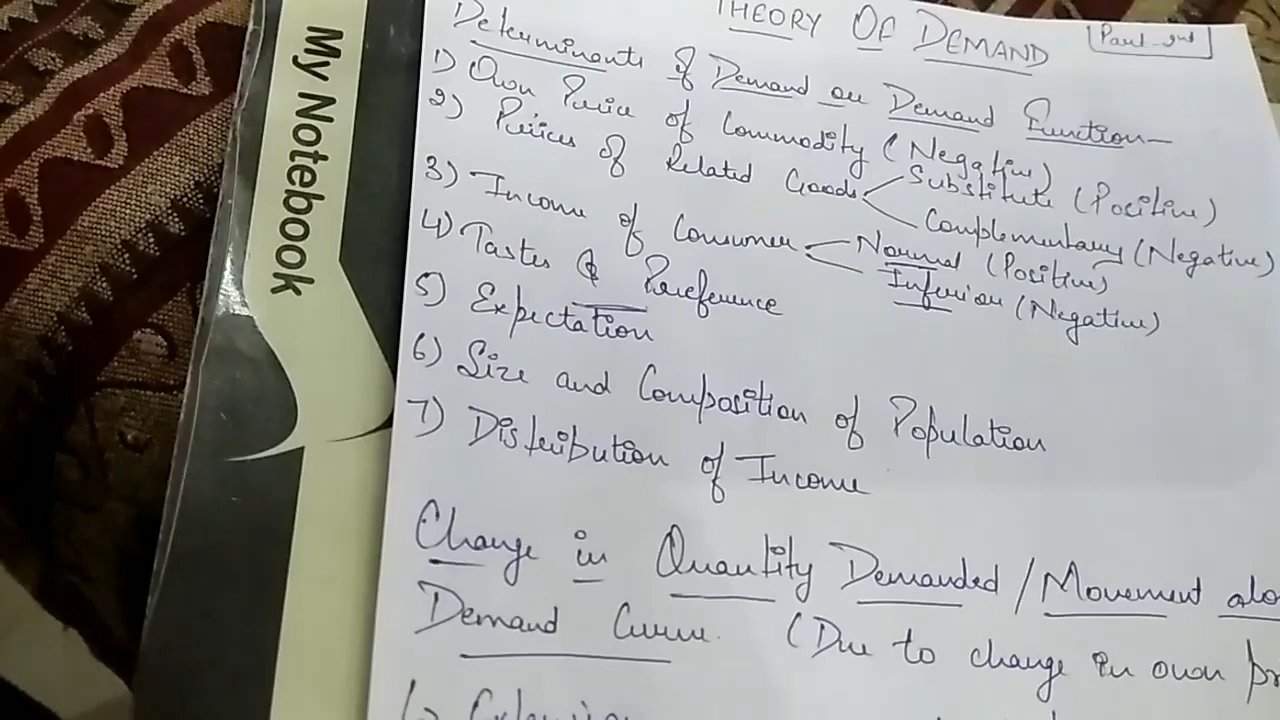 My Notebook
THEORY OF DEMAND
Part-2nd
Determinants of Demand or Demand Function-
1) Own Price of Commodity (Negative)
2) Prices of Related Goods
Substitute (Positive)
Complementary (Negative)
3) Income of Consumer
Normal (Positive)
Inferior (Negative)
4) Tastes & Preference
5) Expectation
6) Size and Composition of Population
7) Distribution of Income
Change in Quantity Demanded / Movement alo
Demand Curve. (Due to change in own pr